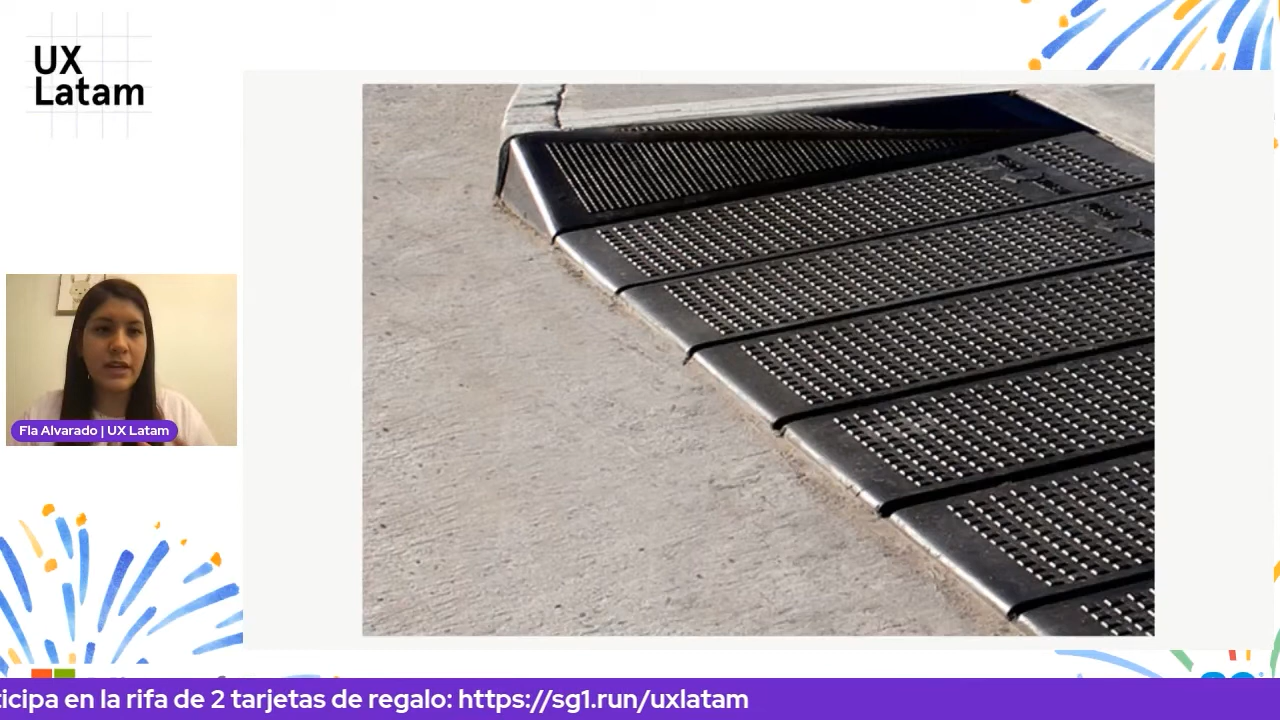 UX
Latam
Fla Alvarado | UX Latam
ticipa en la rifa de 2 tarjetas de regalo: https://sg1.run/uxlatam